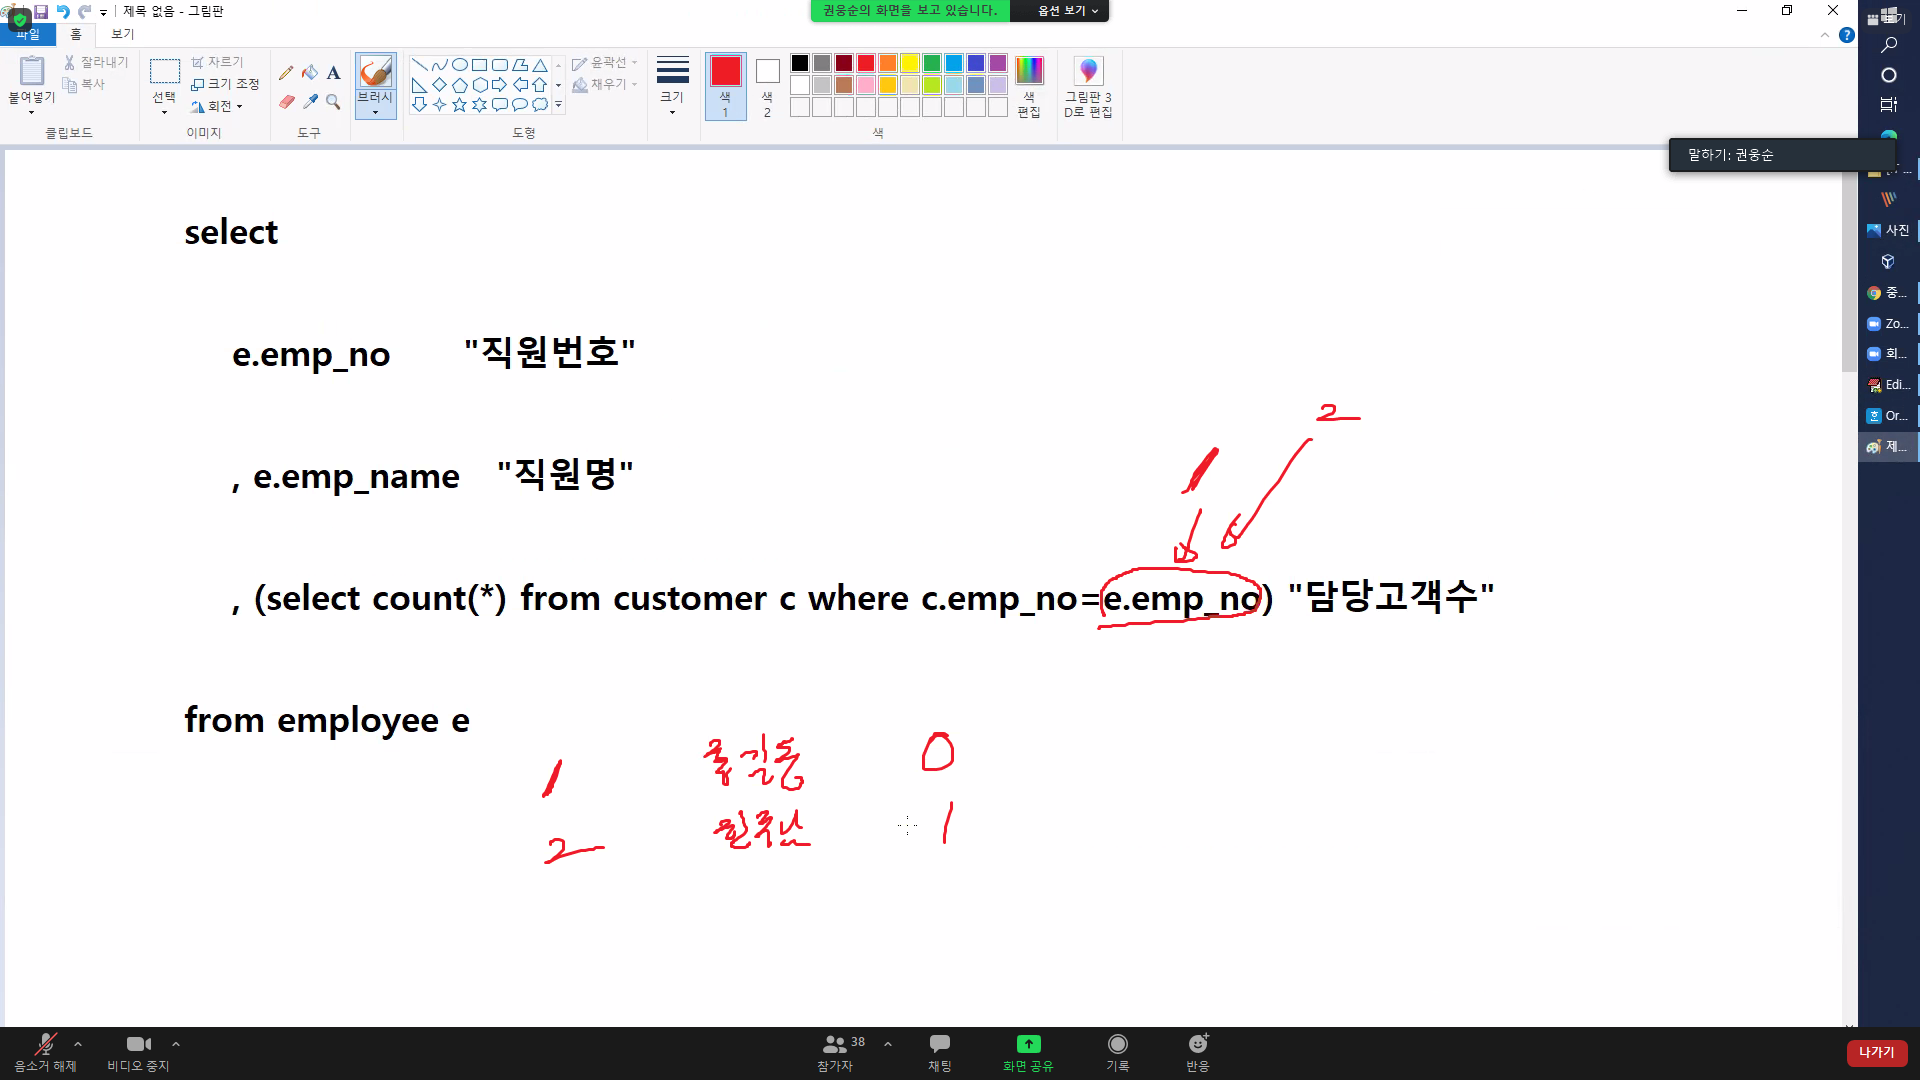 제목 없음 - 그림판
권웅순의 화면을 보고 있습니다.
옵션 보기
파일
홈
보기
붙여넣기
잘라내기
복사
클립보드
선택
자르기
크기 조정
회전
이미지
A
도구
브러시
윤곽선
채우기
도형
크기
색
1
색
2
색
편집
색
그림판 3
D로 편집
말하기: 권웅순
select
e.emp_no "직원번호"
, e.emp_name "직원명"
2
1
, (select count(*) from customer c where c.emp_no=e.emp_no) "담당고객수"
from employee e
1 홍길동 0
2 1
사진
중...
Zo...
회...
Edi...
Or...
제...
음소거 해제
비디오 중지
38
참가자
채팅
화면 공유
기록
반응
나가기